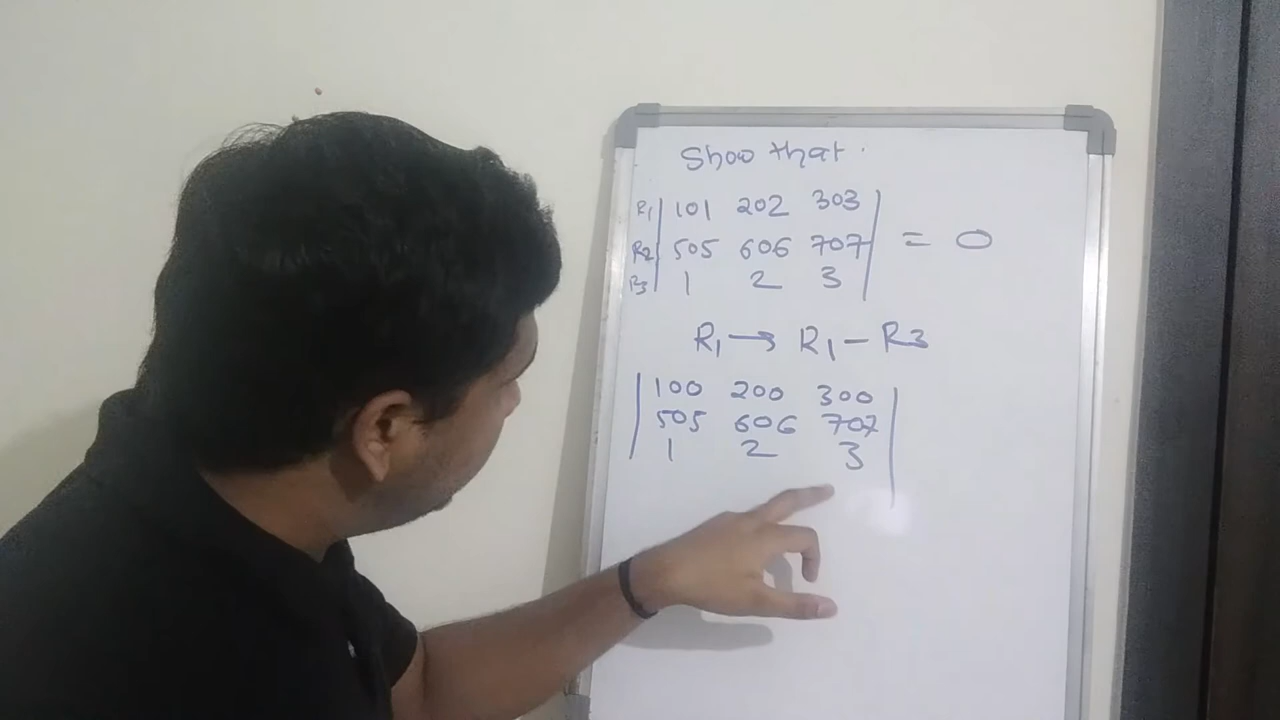 Show that.
R1 | 101 202 303 |
R2 | 505 606 707 | = 0
R3 | 1 2 3 |
R1 → R1 - R3
| 100 200 300 |
| 505 606 707 |
| 1 2 3 |